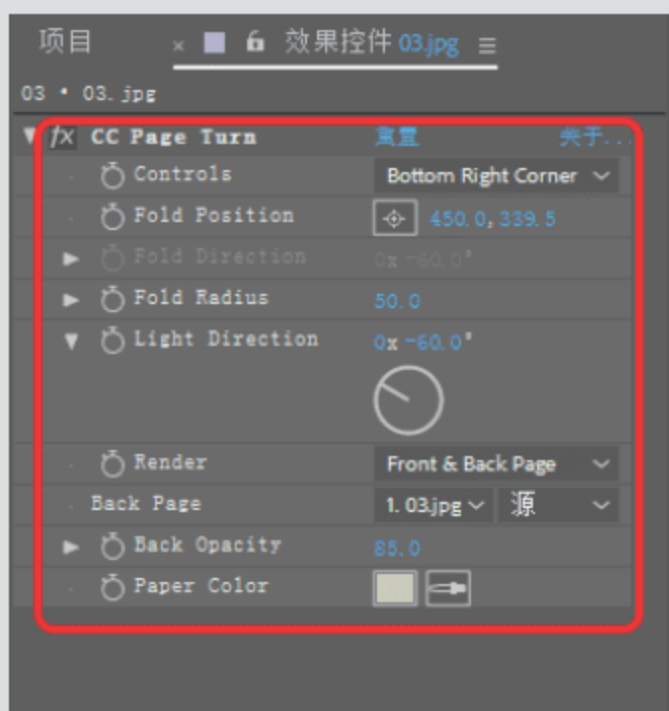 项目 × 效果控件 03.jpg ≡
03 • 03.jpg
fx CC Page Turn 重置 关于...
Controls Bottom Right Corner
Fold Position 450.0, 339.5
Fold Direction 0x -60.0°
Fold Radius 50.0
Light Direction 0x -60.0°
Render Front & Back Page
Back Page 1. 03.jpg 源
Back Opacity 85.0
Paper Color